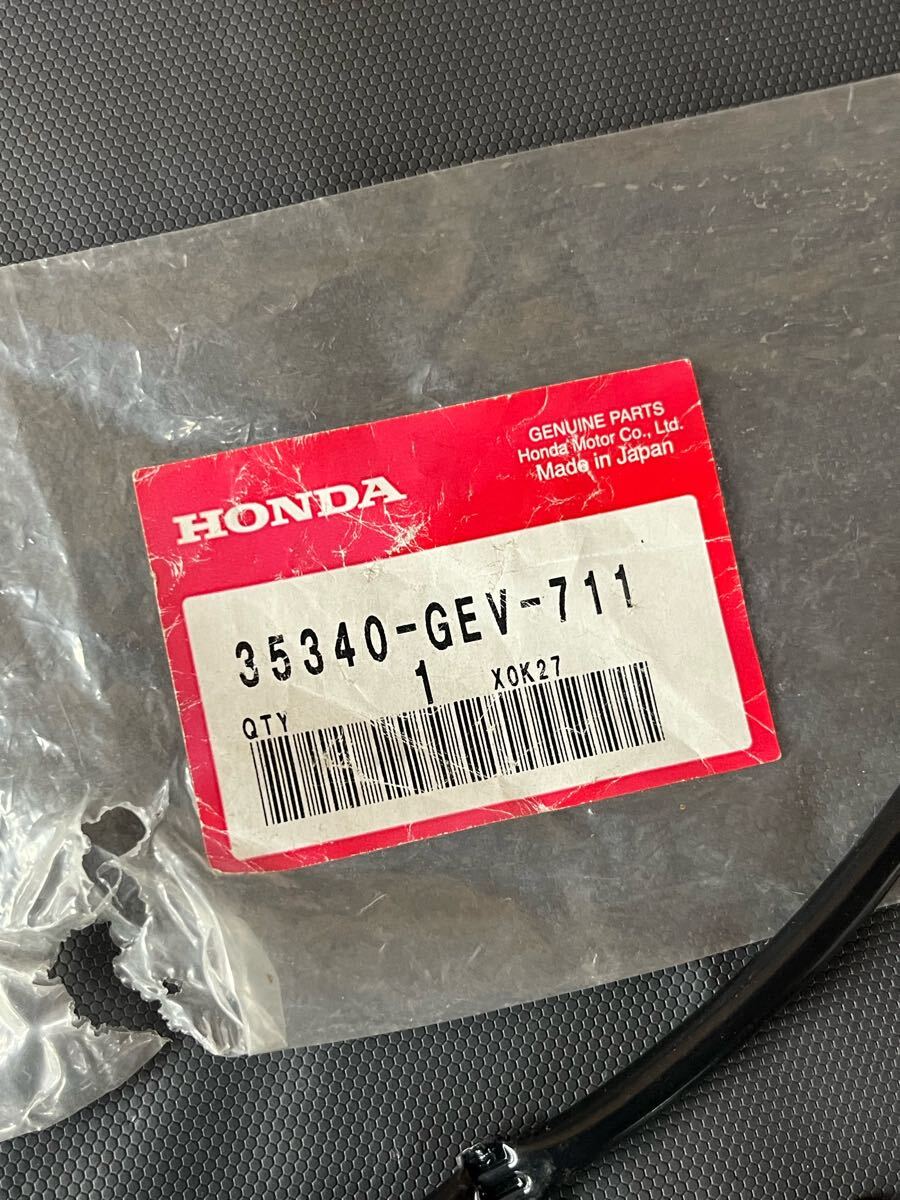 HONDA
GENUINE PARTS
Honda Motor Co., Ltd.
Made in Japan
35340-GEV-711
QTY 1 X0K27